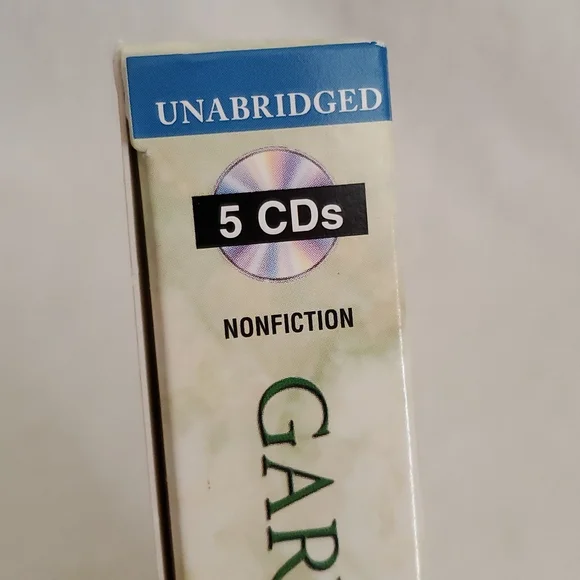 UNABRIDGED
5 CDs
NONFICTION
GAR